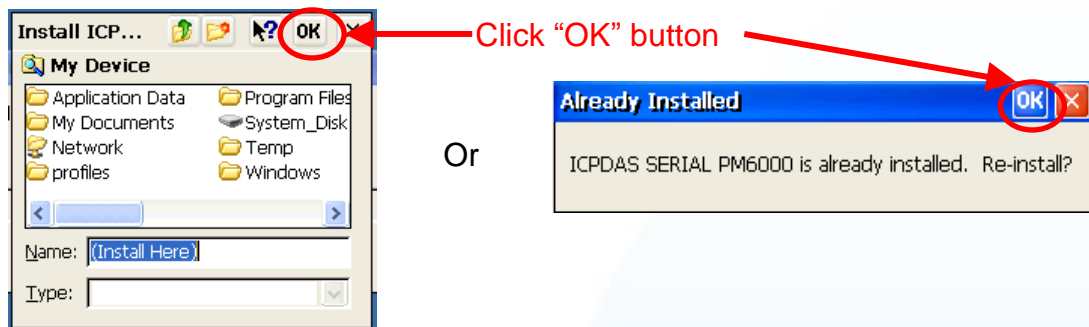 Install ICP... ? OK ×
My Device
Application Data Program Files
My Documents System_Disk
Network Temp
profiles Windows
Name: (Install Here)
Type:
Click “OK” button
Or
Already Installed OK ×
ICPDAS SERIAL PM6000 is already installed. Re-install?